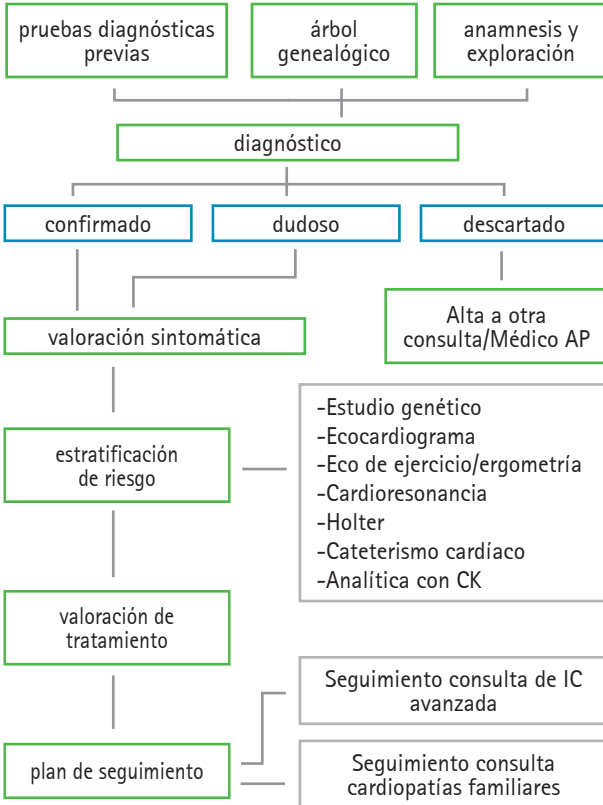 pruebas diagnósticas
previas
árbol
genealógico
anamnesis y
exploración
diagnóstico
confirmado
dudoso
descartado
valoración sintomática
Alta a otra
consulta/Médico AP
estratificación
de riesgo
-Estudio genético
-Ecocardiograma
-Eco de ejercicio/ergometría
-Cardioresonancia
-Holter
-Cateterismo cardíaco
-Analítica con CK
valoración de
tratamiento
plan de seguimiento
Seguimiento consulta de IC
avanzada
Seguimiento consulta
cardiopatías familiares